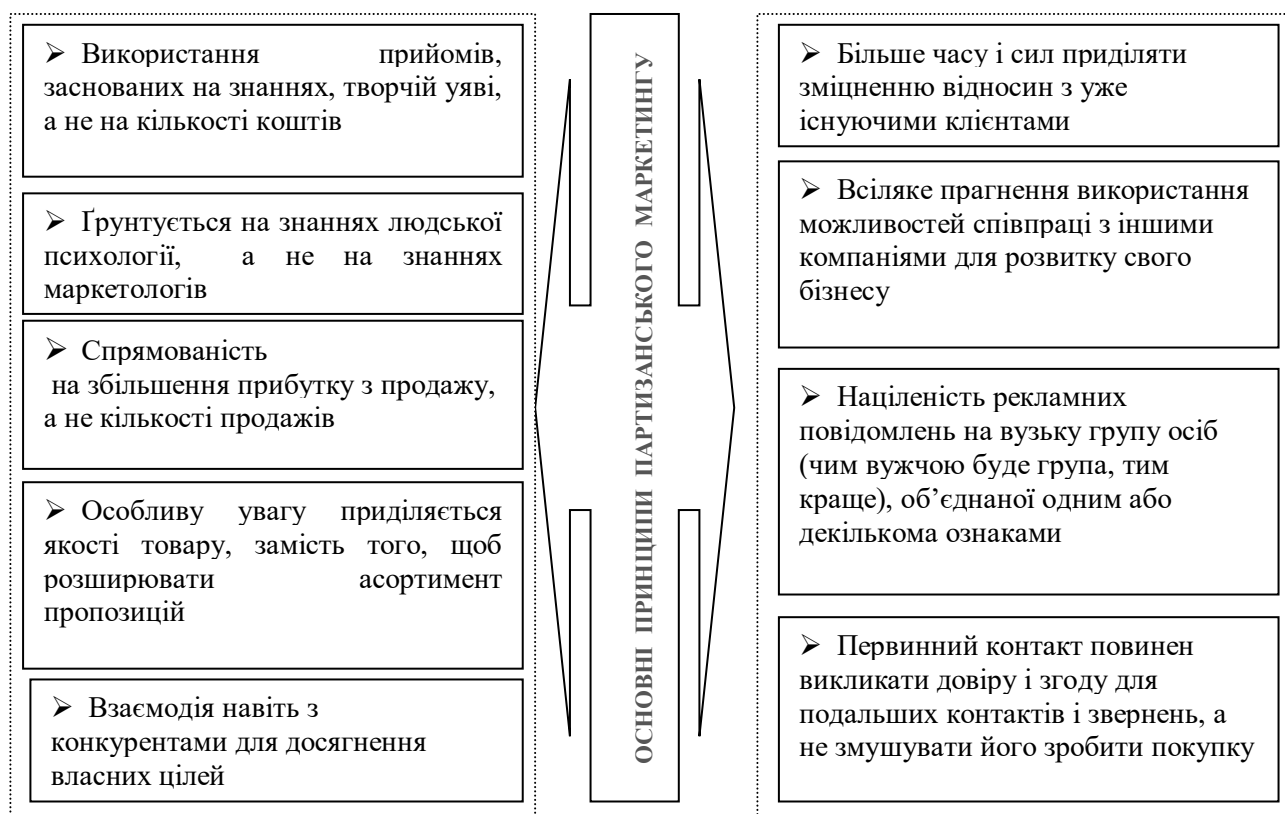 ➢ Використання прийомів,
заснованих на знаннях, творчій уяві,
а не на кількості коштів
➢ Ґрунтується на знаннях людської
психології, а не на знаннях
маркетологів
➢ Спрямованість
на збільшення прибутку з продажу,
а не кількості продажів
➢ Особливу увагу приділяється
якості товару, замість того, щоб
розширювати асортимент
пропозицій
➢ Взаємодія навіть з
конкурентами для досягнення
власних цілей
ОСНОВНІ ПРИНЦИПИ ПАРТИЗАНСЬКОГО МАРКЕТИНГУ
➢ Більше часу і сил приділяти
зміцненню відносин з уже
існуючими клієнтами
➢ Всіляке прагнення використання
можливостей співпраці з іншими
компаніями для розвитку свого
бізнесу
➢ Націленість рекламних
повідомлень на вузьку групу осіб
(чим вужчою буде група, тим
краще), об’єднаної одним або
декількома ознаками
➢ Первинний контакт повинен
викликати довіру і згоду для
подальших контактів і звернень, а
не змушувати його зробити покупку